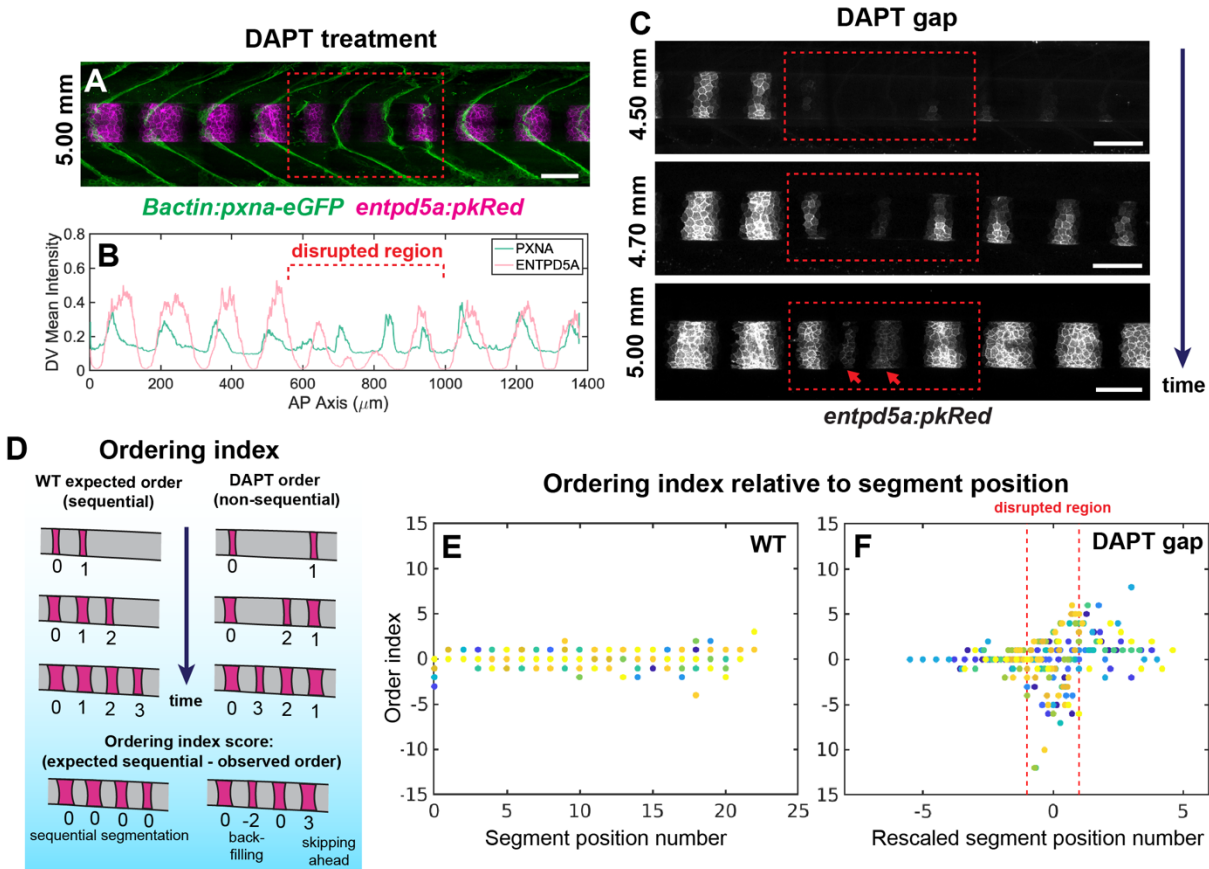 DAPT treatment
A
5.00 mm
Bactin:pxna-eGFP entpd5a:pkRed
B
disrupted region
PXNA
ENTPD5A
DV Mean Intensity
0.8
0.6
0.4
0.2
0
0 200 400 600 800 1000 1200 1400
AP Axis (μm)
C
DAPT gap
4.50 mm
4.70 mm
5.00 mm
time
entpd5a:pkRed
D
Ordering index
WT expected order
(sequential)
DAPT order
(non-sequential)
0 1
0 1
0 1 2
0 2 1
0 1 2 3
0 3 2 1
time
Ordering index score:
(expected sequential - observed order)
0 0 0 0
sequential segmentation
0 -2 0 3
back-
filling
skipping
ahead
Ordering index relative to segment position
E
WT
Order index
15
10
5
0
-5
-10
-15
0 5 10 15 20 25
Segment position number
disrupted region
F
DAPT gap
15
10
5
0
-5
-10
-15
-5 0 5
Rescaled segment position number